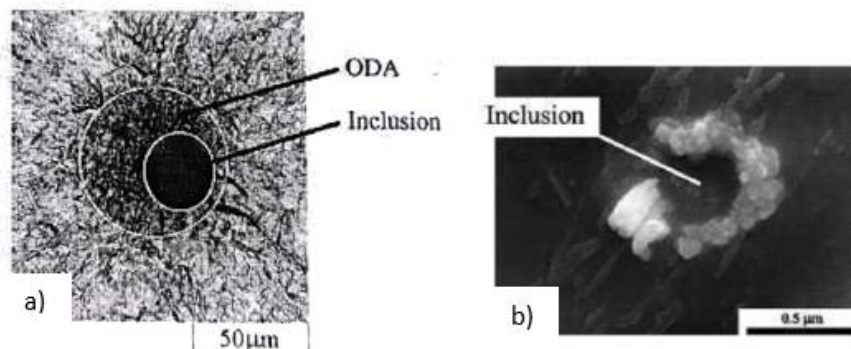 ODA
Inclusion
a)
50μm
Inclusion
b)
0.5 μm